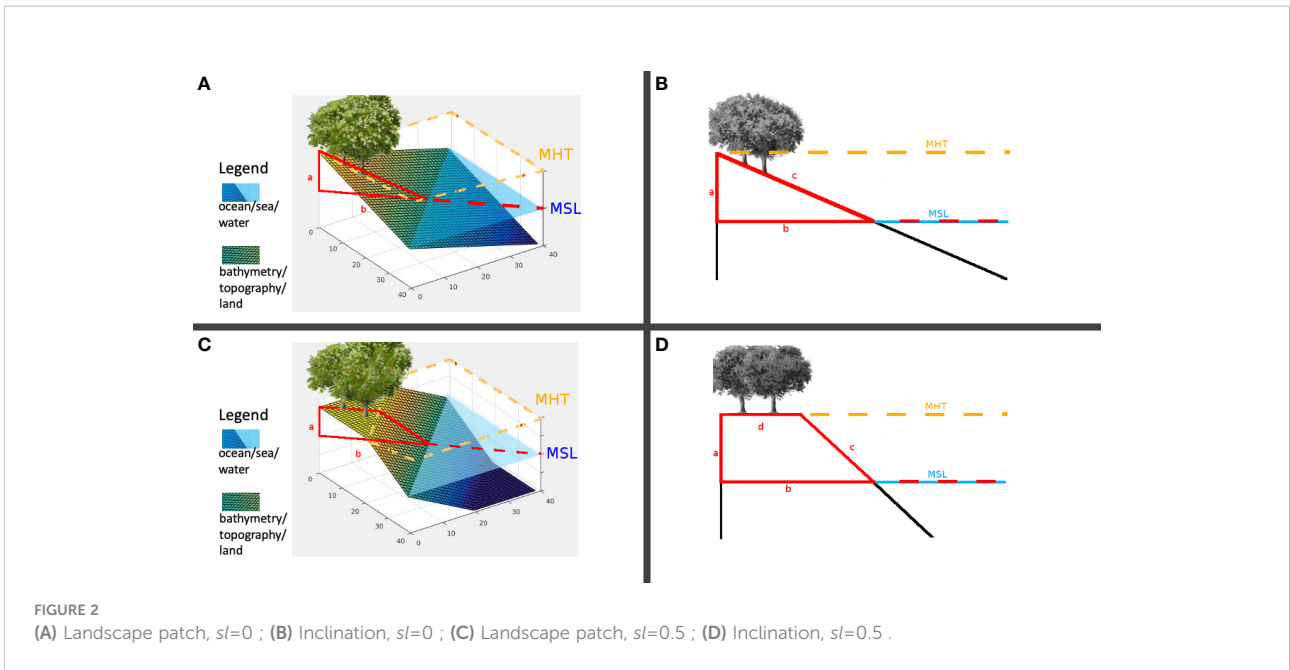 A
Legend
ocean/sea/
water
bathymetry/
topography/
land
a
b
MHT
MSL
0
10
20
30
40
0
10
20
30
40
B
MHT
a
c
b
MSL
C
Legend
ocean/sea/
water
bathymetry/
topography/
land
a
b
MHT
MSL
0
10
20
30
40
0
10
20
30
40
D
MHT
d
a
c
b
MSL
FIGURE 2
(A) Landscape patch, sl=0 ; (B) Inclination, sl=0 ; (C) Landscape patch, sl=0.5 ; (D) Inclination, sl=0.5 .